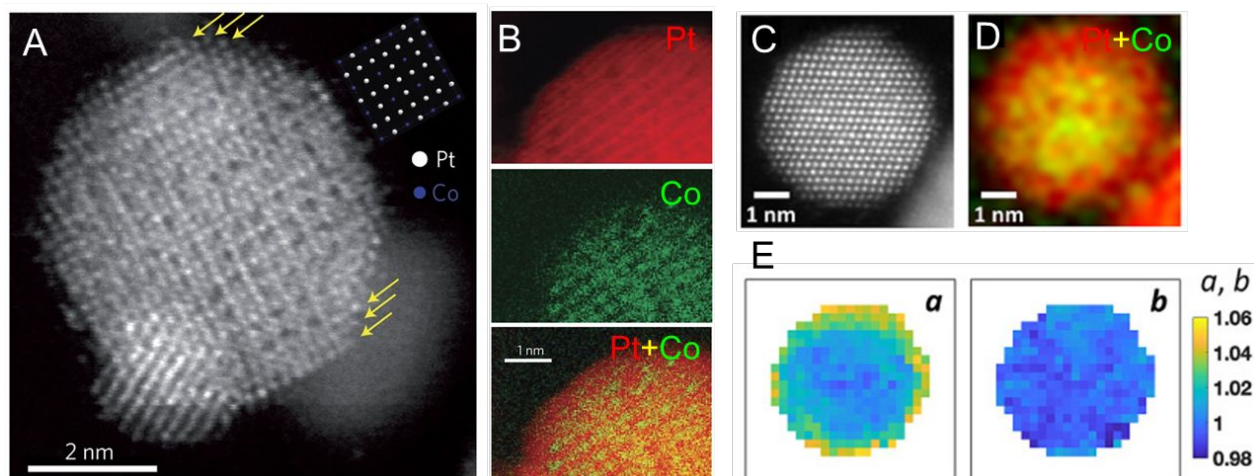 A
Pt
Co
2 nm
B
Pt
Co
Pt+Co
1 nm
C
1 nm
D
Pt+Co
1 nm
E
a
b
a, b
1.06
1.04
1.02
1
0.98